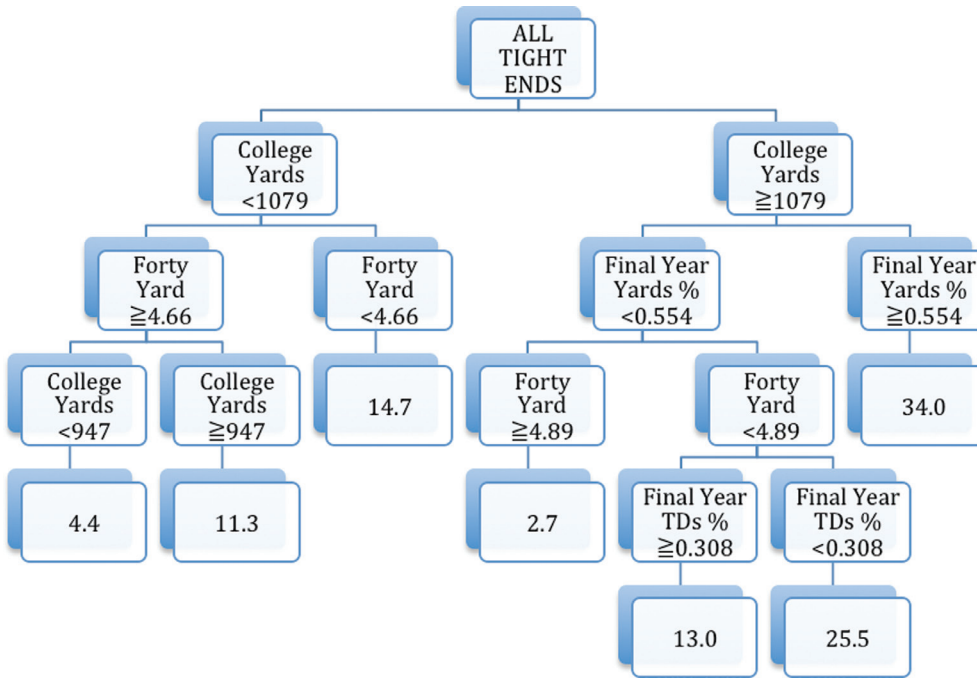 ALL
TIGHT
ENDS
College
Yards
<1079
College
Yards
≧1079
Forty
Yard
≧4.66
Forty
Yard
<4.66
Final Year
Yards %
<0.554
Final Year
Yards %
≧0.554
College
Yards
<947
College
Yards
≧947
14.7
Forty
Yard
≧4.89
Forty
Yard
<4.89
34.0
4.4
11.3
2.7
Final Year
TDs %
≧0.308
Final Year
TDs %
<0.308
13.0
25.5